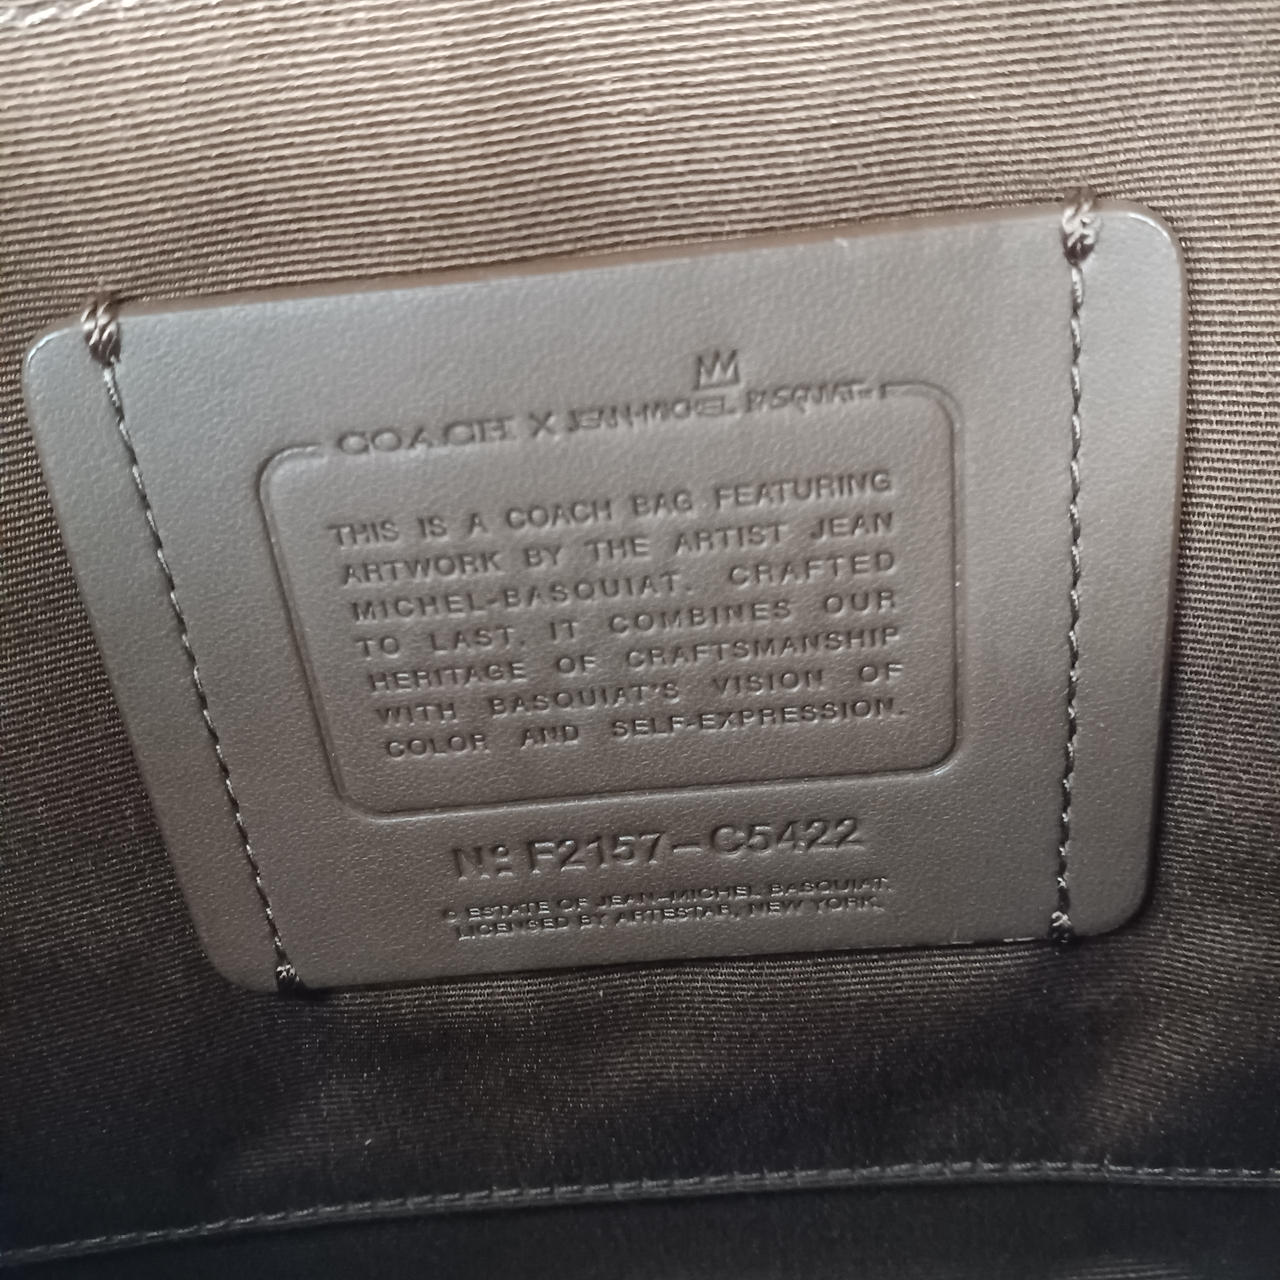 COACH X JEAN-MICHEL BASQUIAT
THIS IS A COACH BAG FEATURING
ARTWORK BY THE ARTIST JEAN
MICHEL-BASQUIAT. CRAFTED
TO LAST. IT COMBINES OUR
HERITAGE OF CRAFTSMANSHIP
WITH BASQUIAT'S VISION OF
COLOR AND SELF-EXPRESSION.
Nº F2157-C5422
© ESTATE OF JEAN-MICHEL BASQUIAT.
LICENSED BY ARTESTAR, NEW YORK.